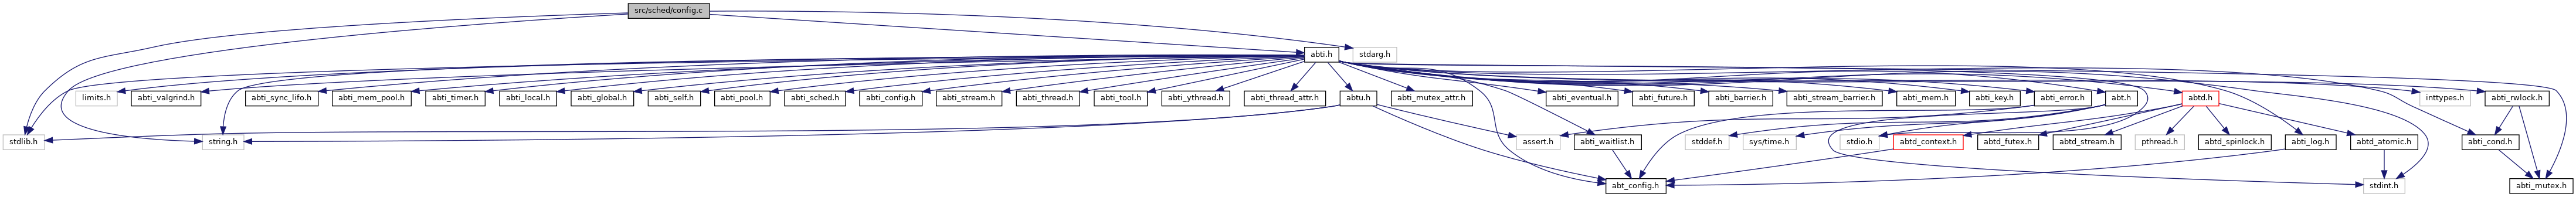 src/sched/config.c
abti.h
stdarg.h
limits.h
abti_valgrind.h
abti_sync_lifo.h
abti_mem_pool.h
abti_timer.h
abti_local.h
abti_global.h
abti_self.h
abti_pool.h
abti_sched.h
abti_config.h
abti_stream.h
abti_thread.h
abti_tool.h
abti_ythread.h
abti_thread_attr.h
abtu.h
abti_mutex_attr.h
abti_eventual.h
abti_future.h
abti_barrier.h
abti_stream_barrier.h
abti_mem.h
abti_key.h
abti_error.h
abt.h
abtd.h
inttypes.h
abti_rwlock.h
stdlib.h
string.h
assert.h
abti_waitlist.h
stddef.h
sys/time.h
stdio.h
abtd_context.h
abtd_futex.h
abtd_stream.h
pthread.h
abtd_spinlock.h
abti_log.h
abtd_atomic.h
abti_cond.h
abt_config.h
stdint.h
abti_mutex.h